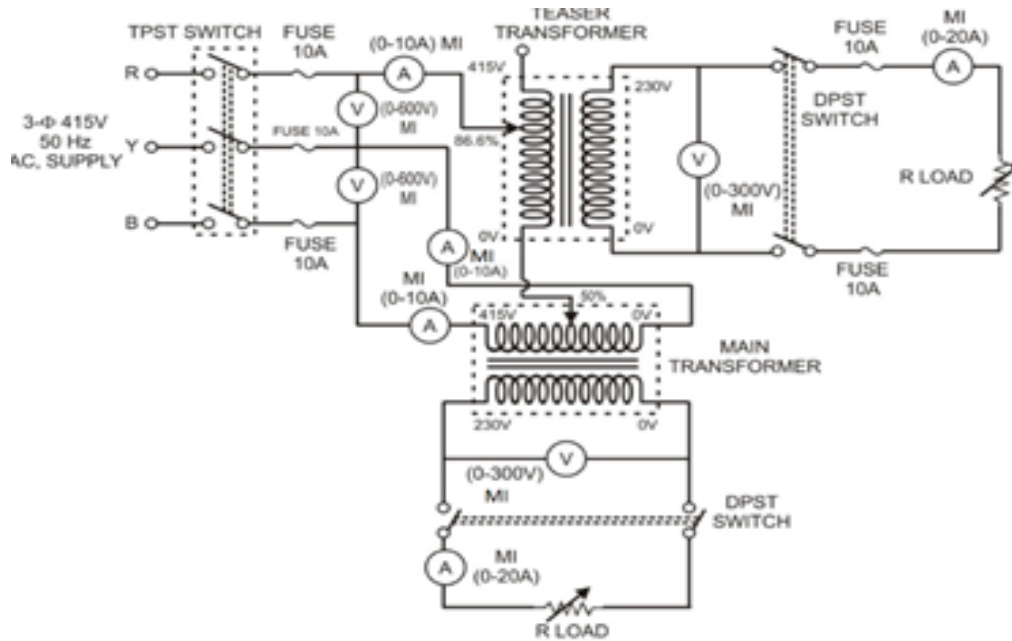 TEASER
TRANSFORMER
TPST SWITCH
FUSE
10A
(0-10A) MI
A
415V
R
V
(0-600V)
MI
3-Φ 415V
50 Hz
AC, SUPPLY
Y
FUSE 10A
86.6%
V
(0-600V)
MI
B
FUSE
10A
0V
A
MI
(0-10A)
230V
0V
V
(0-300V)
MI
FUSE
10A
MI
(0-20A)
A
DPST
SWITCH
R LOAD
FUSE
10A
MI
(0-10A)
A
50%
415V
0V
MAIN
TRANSFORMER
230V
0V
V
(0-300V)
MI
DPST
SWITCH
A
MI
(0-20A)
R LOAD